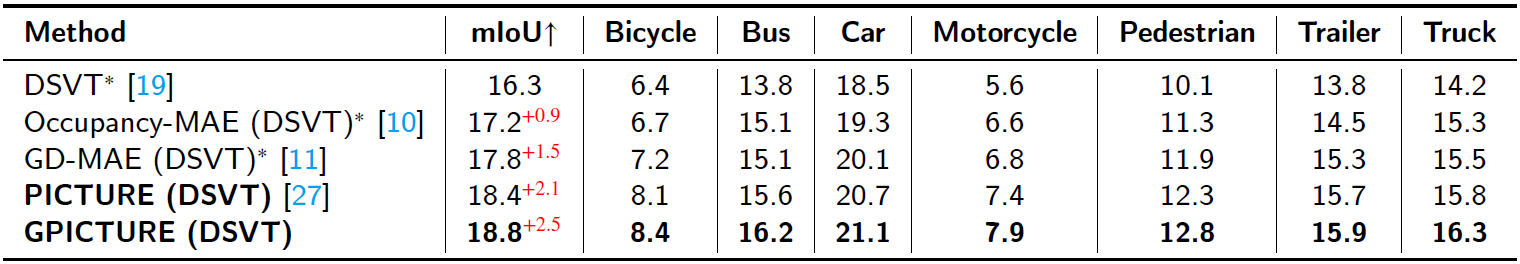 Method mIoU↑ Bicycle Bus Car Motorcycle Pedestrian Trailer Truck
DSVT* [19] 16.3 6.4 13.8 18.5 5.6 10.1 13.8 14.2
Occupancy-MAE (DSVT)* [10] 17.2+0.9 6.7 15.1 19.3 6.6 11.3 14.5 15.3
GD-MAE (DSVT)* [11] 17.8+1.5 7.2 15.1 20.1 6.8 11.9 15.3 15.5
PICTURE (DSVT) [27] 18.4+2.1 8.1 15.6 20.7 7.4 12.3 15.7 15.8
GPICTURE (DSVT) 18.8+2.5 8.4 16.2 21.1 7.9 12.8 15.9 16.3